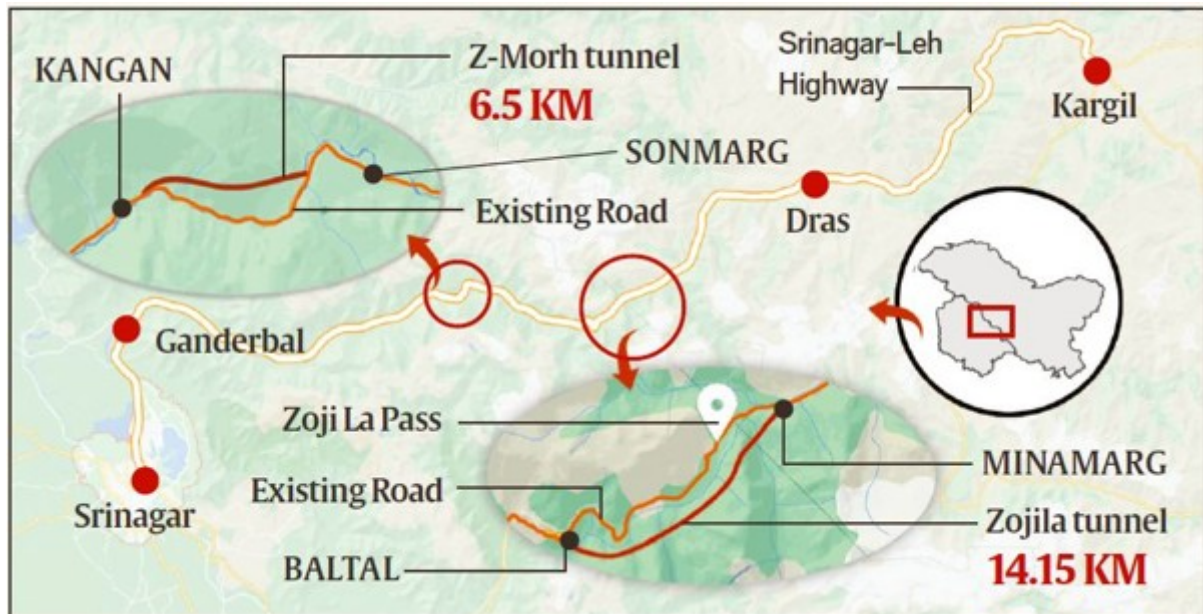 KANGAN
Z-Morh tunnel
6.5 KM
Srinagar-Leh
Highway
Kargil
SONMARG
Existing Road
Dras
Ganderbal
Zoji La Pass
Existing Road
MINAMARG
Srinagar
Zojila tunnel
BALTAL
14.15 KM